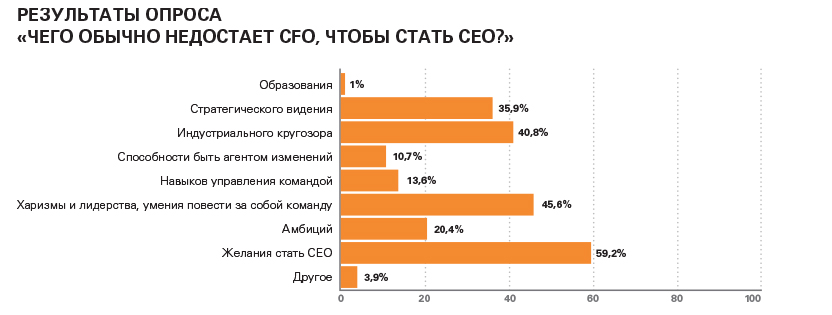 РЕЗУЛЬТАТЫ ОПРОСА
«ЧЕГО ОБЫЧНО НЕДОСТАЕТ CFO, ЧТОБЫ СТАТЬ CEO?»
Образования 1%
Стратегического видения 35,9%
Индустриального кругозора 40,8%
Способности быть агентом изменений 10,7%
Навыков управления командой 13,6%
Харизмы и лидерства, умения повести за собой команду 45,6%
Амбиций 20,4%
Желания стать CEO 59,2%
Другое 3,9%
0 20 40 60 80 100